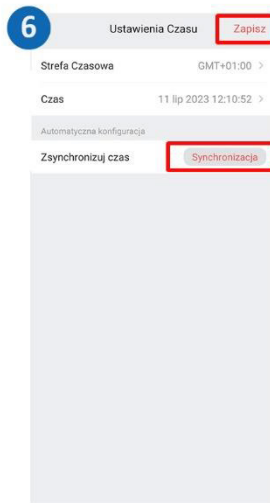 6
Ustawienia Czasu Zapisz
Strefa Czasowa GMT+01:00 >
Czas 11 lip 2023 12:10:52 >
Automatyczna konfiguracja
Zsynchronizuj czas Synchronizacja